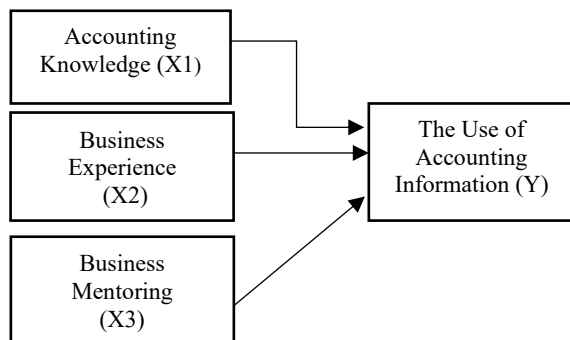 Accounting
Knowledge (X1)
Business
Experience
(X2)
The Use of
Accounting
Information (Y)
Business
Mentoring
(X3)